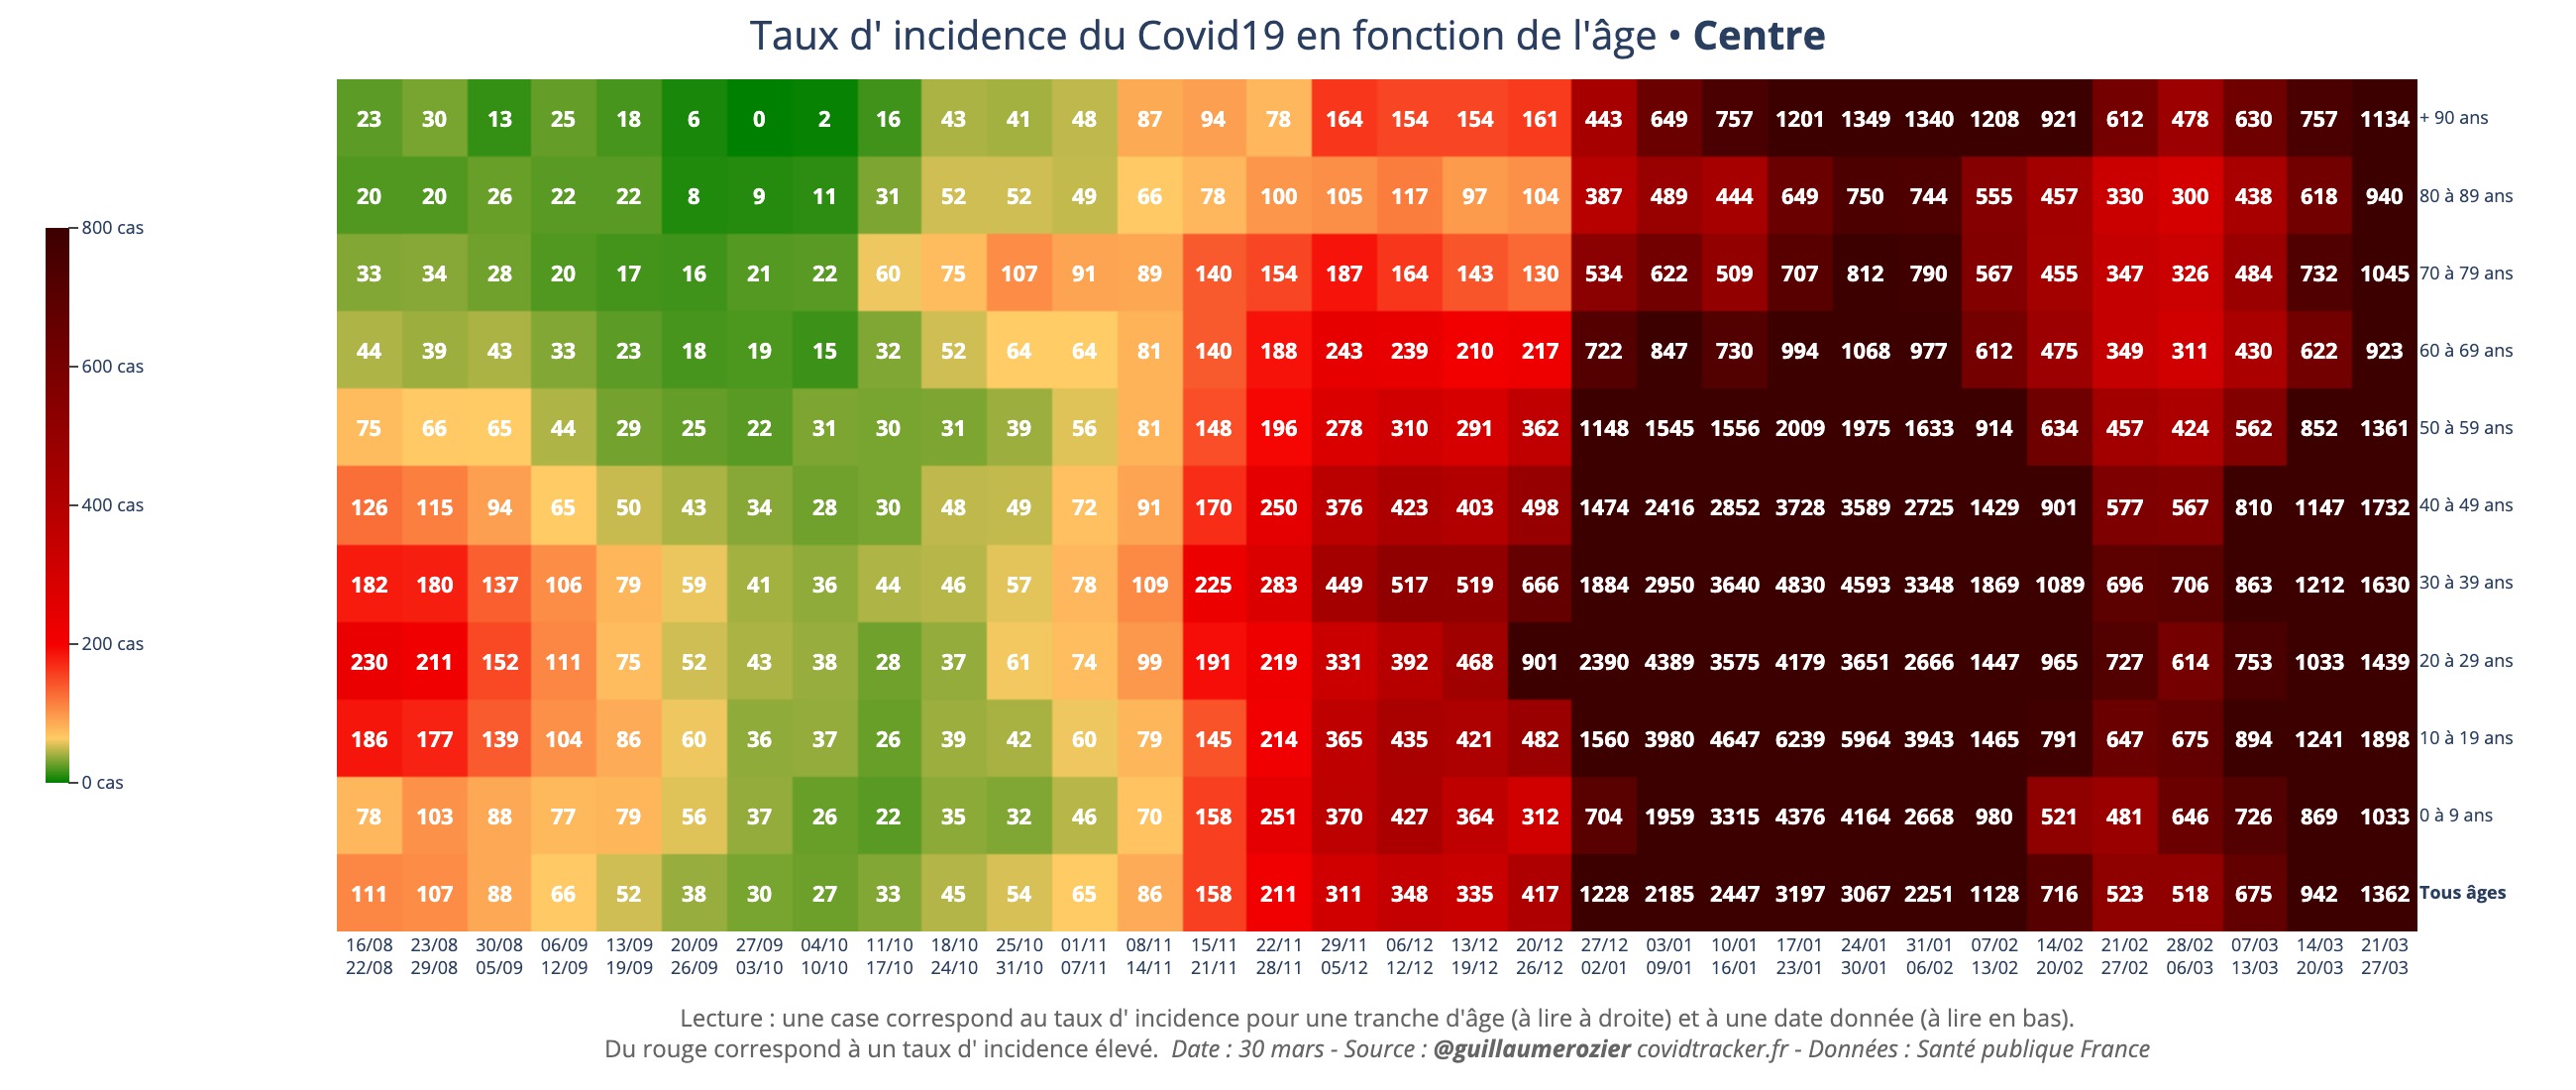 Taux d' incidence du Covid19 en fonction de l'âge • Centre
800 cas
600 cas
400 cas
200 cas
0 cas
23 30 13 25 18 6 0 2 16 43 41 48 87 94 78 164 154 154 161 443 649 757 1201 1349 1340 1208 921 612 478 630 757 1134 + 90 ans
20 20 26 22 22 8 9 11 31 52 52 49 66 78 100 105 117 97 104 387 489 444 649 750 744 555 457 330 300 438 618 940 80 à 89 ans
33 34 28 20 17 16 21 22 60 75 107 91 89 140 154 187 164 143 130 534 622 509 707 812 790 567 455 347 326 484 732 1045 70 à 79 ans
44 39 43 33 23 18 19 15 32 52 64 64 81 140 188 243 239 210 217 722 847 730 994 1068 977 612 475 349 311 430 622 923 60 à 69 ans
75 66 65 44 29 25 22 31 30 31 39 56 81 148 196 278 310 291 362 1148 1545 1556 2009 1975 1633 914 634 457 424 562 852 1361 50 à 59 ans
126 115 94 65 50 43 34 28 30 48 49 72 91 170 250 376 423 403 498 1474 2416 2852 3728 3589 2725 1429 901 577 567 810 1147 1732 40 à 49 ans
182 180 137 106 79 59 41 36 44 46 57 78 109 225 283 449 517 519 666 1884 2950 3640 4830 4593 3348 1869 1089 696 706 863 1212 1630 30 à 39 ans
230 211 152 111 75 52 43 38 28 37 61 74 99 191 219 331 392 468 901 2390 4389 3575 4179 3651 2666 1447 965 727 614 753 1033 1439 20 à 29 ans
186 177 139 104 86 60 36 37 26 39 42 60 79 145 214 365 435 421 482 1560 3980 4647 6239 5964 3943 1465 791 647 675 894 1241 1898 10 à 19 ans
78 103 88 77 79 56 37 26 22 35 32 46 70 158 251 370 427 364 312 704 1959 3315 4376 4164 2668 980 521 481 646 726 869 1033 0 à 9 ans
111 107 88 66 52 38 30 27 33 45 54 65 86 158 211 311 348 335 417 1228 2185 2447 3197 3067 2251 1128 716 523 518 675 942 1362 Tous âges
16/08 23/08 30/08 06/09 13/09 20/09 27/09 04/10 11/10 18/10 25/10 01/11 08/11 15/11 22/11 29/11 06/12 13/12 20/12 27/12 03/01 10/01 17/01 24/01 31/01 07/02 14/02 21/02 28/02 07/03 14/03 21/03
22/08 29/08 05/09 12/09 19/09 26/09 03/10 10/10 17/10 24/10 31/10 07/11 14/11 21/11 28/11 05/12 12/12 19/12 26/12 02/01 09/01 16/01 23/01 30/01 06/02 13/02 20/02 27/02 06/03 13/03 20/03 27/03
Lecture : une case correspond au taux d' incidence pour une tranche d'âge (à lire à droite) et à une date donnée (à lire en bas).
Du rouge correspond à un taux d' incidence élevé. Date : 30 mars - Source : @guillaumerozier covidtracker.fr - Données : Santé publique France